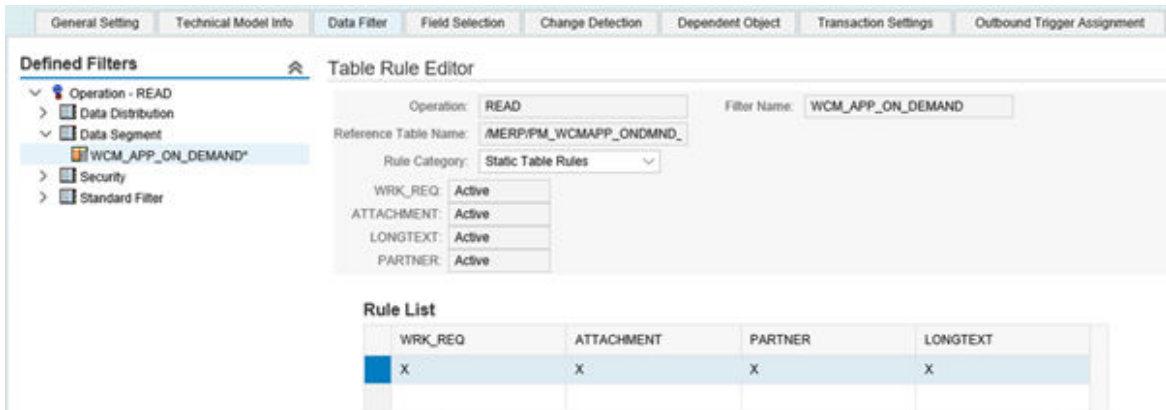 General Setting Technical Model Info Data Filter Field Selection Change Detection Dependent Object Transaction Settings Outbound Trigger Assignment
Defined Filters
Operation - READ
Data Distribution
Data Segment
WCM_APP_ON_DEMAND*
Security
Standard Filter
Table Rule Editor
Operation: READ Filter Name: WCM_APP_ON_DEMAND
Reference Table Name: /MERP/PM_WCMAPP_ONDMND_
Rule Category: Static Table Rules
WRK_REQ: Active
ATTACHMENT: Active
LONGTEXT: Active
PARTNER: Active
Rule List
WRK_REQ ATTACHMENT PARTNER LONGTEXT
X X X X